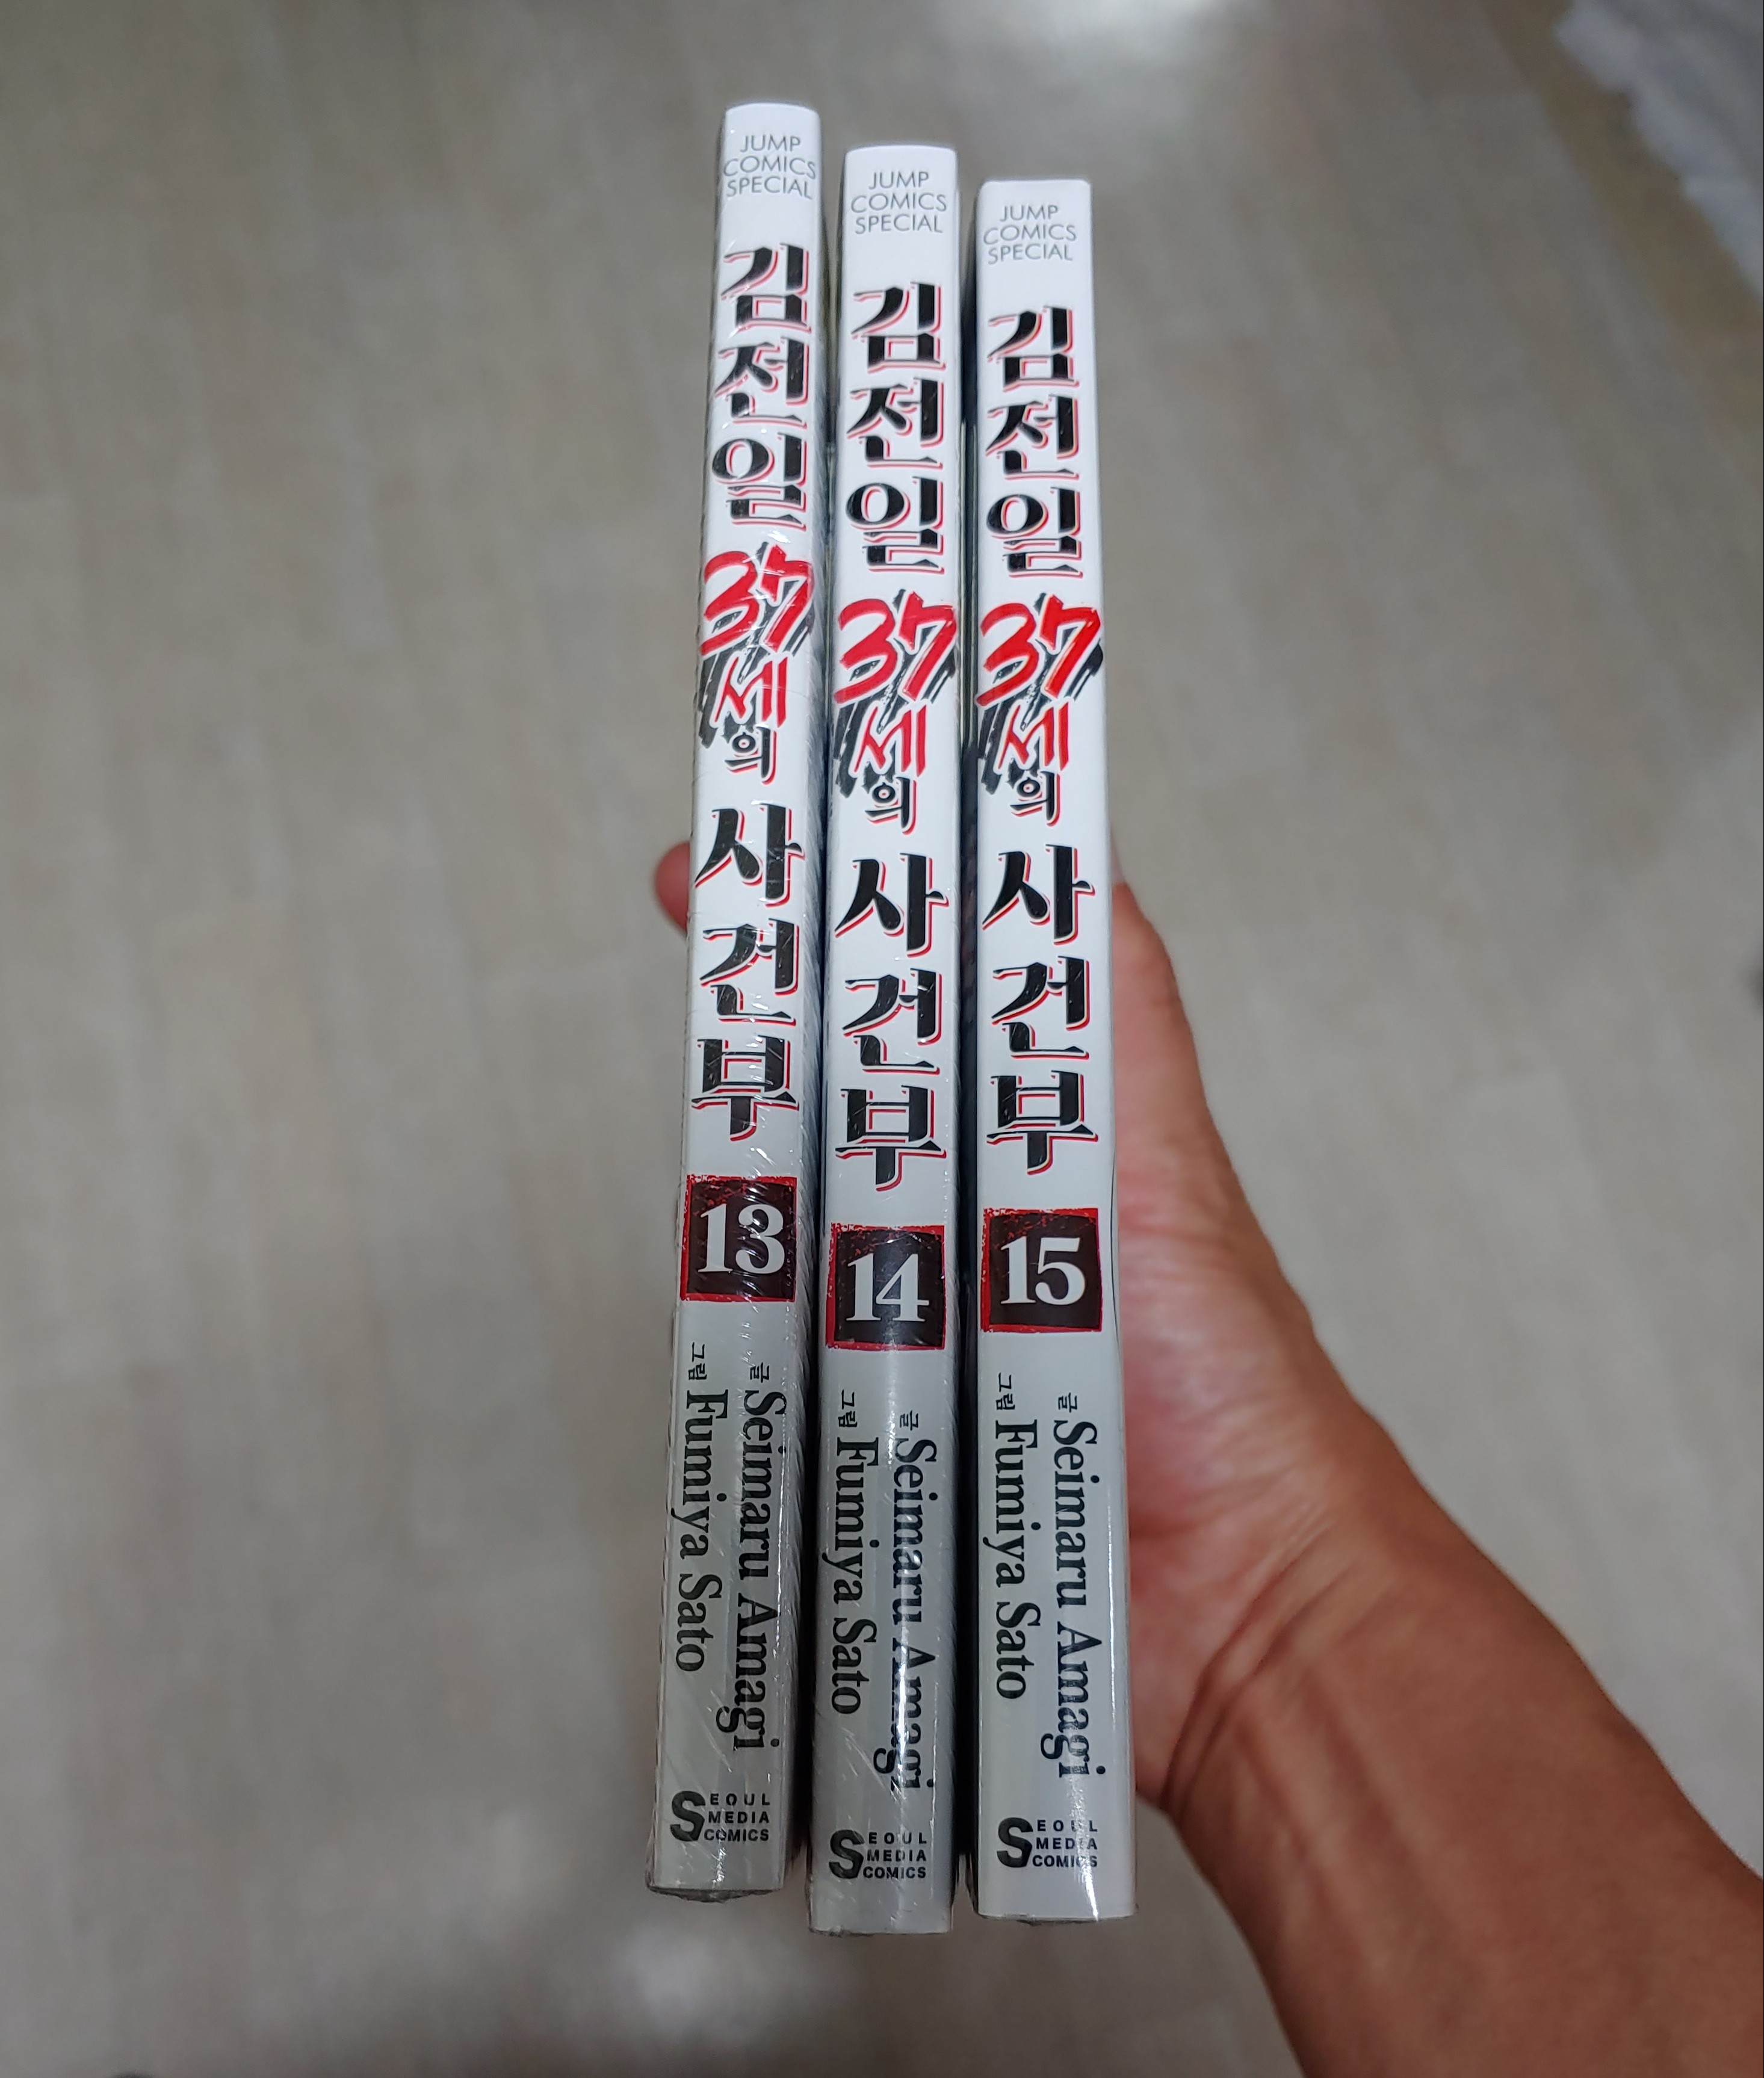 JUMP
COMICS
SPECIAL
김전일
37세의
사건부
13
글 Seimaru Amagi
그림 Fumiya Sato
SEOUL
MEDIA
COMICS
JUMP
COMICS
SPECIAL
김전일
37세의
사건부
14
글 Seimaru Amagi
그림 Fumiya Sato
SEOUL
MEDIA
COMICS
JUMP
COMICS
SPECIAL
김전일
37세의
사건부
15
글 Seimaru Amagi
그림 Fumiya Sato
SEOUL
MEDIA
COMICS